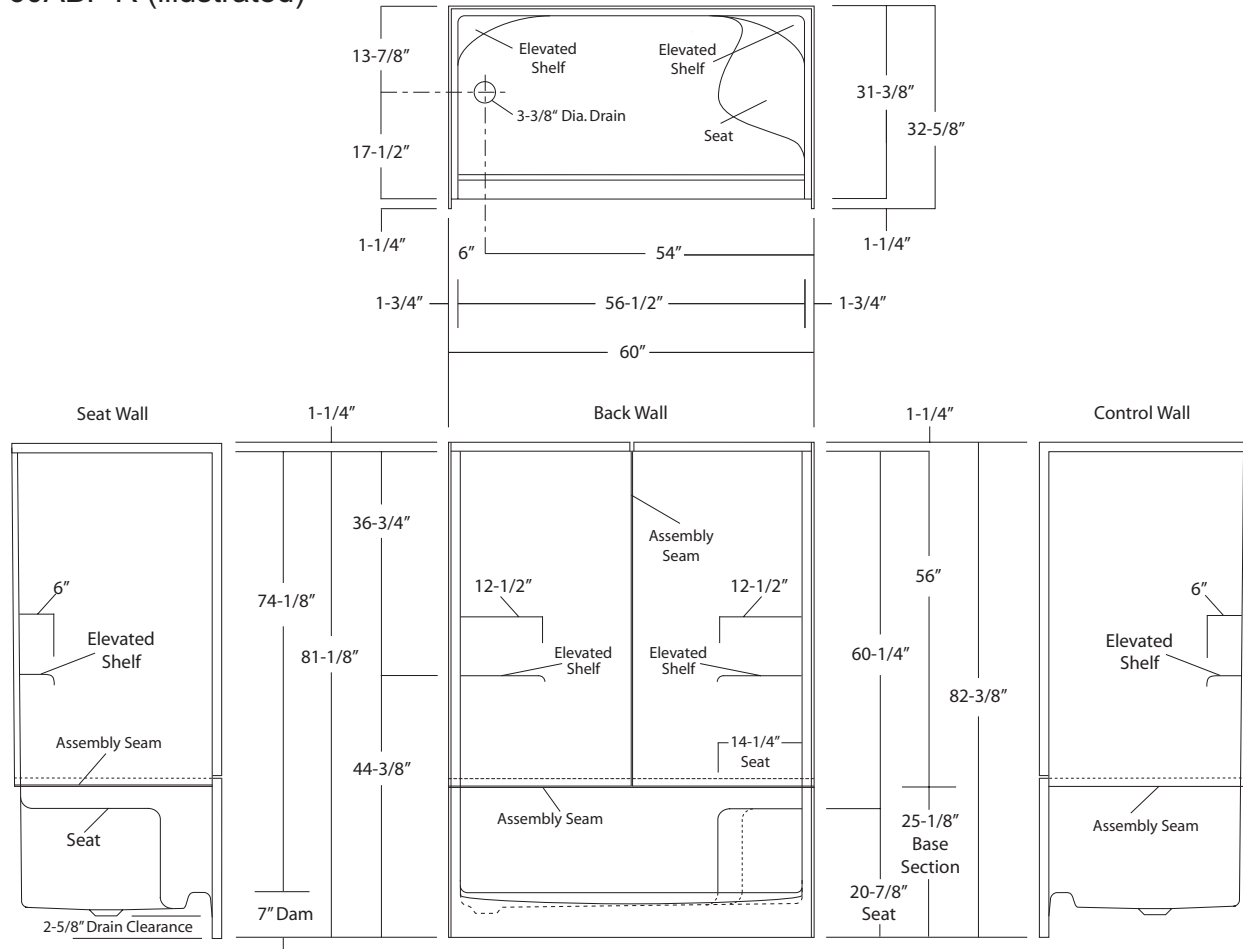 (illustrated)
13-7/8”
17-1/2”
1-1/4”
Elevated
Shelf
Elevated
Shelf
3-3/8“ Dia. Drain
Seat
31-3/8”
32-5/8”
1-1/4”
6”
54”
1-3/4”
56-1/2”
1-3/4”
60”
Seat Wall
1-1/4”
Back Wall
1-1/4”
Control Wall
6”
Elevated
Shelf
Assembly Seam
Seat
2-5/8” Drain Clearance
74-1/8”
7” Dam
81-1/8”
36-3/4”
44-3/8”
Assembly
Seam
12-1/2”
12-1/2”
Elevated
Shelf
Elevated
Shelf
14-1/4”
Seat
Assembly Seam
60-1/4”
20-7/8”
Seat
56”
25-1/8”
Base
Section
82-3/8”
6”
Elevated
Shelf
Assembly Seam